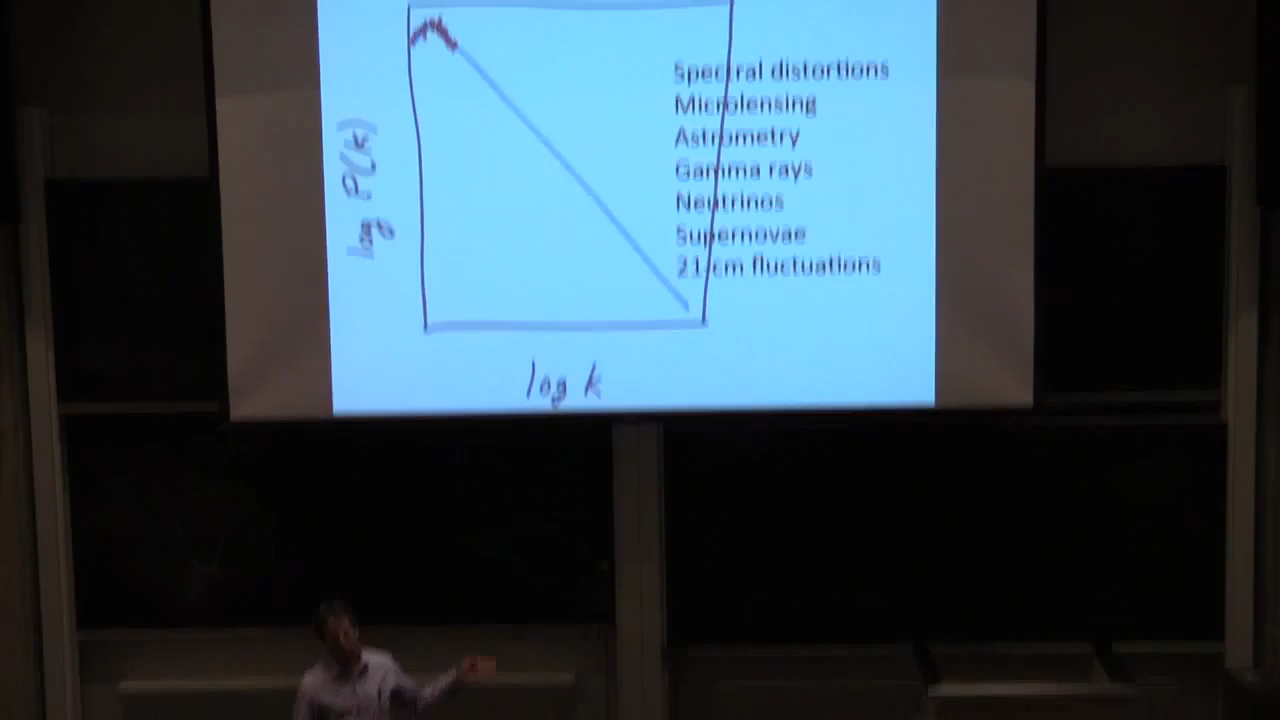 log P(k)
Spectral distortions
Microlensing
Astrometry
Gamma rays
Neutrinos
Supernovae
21-cm fluctuations
log k